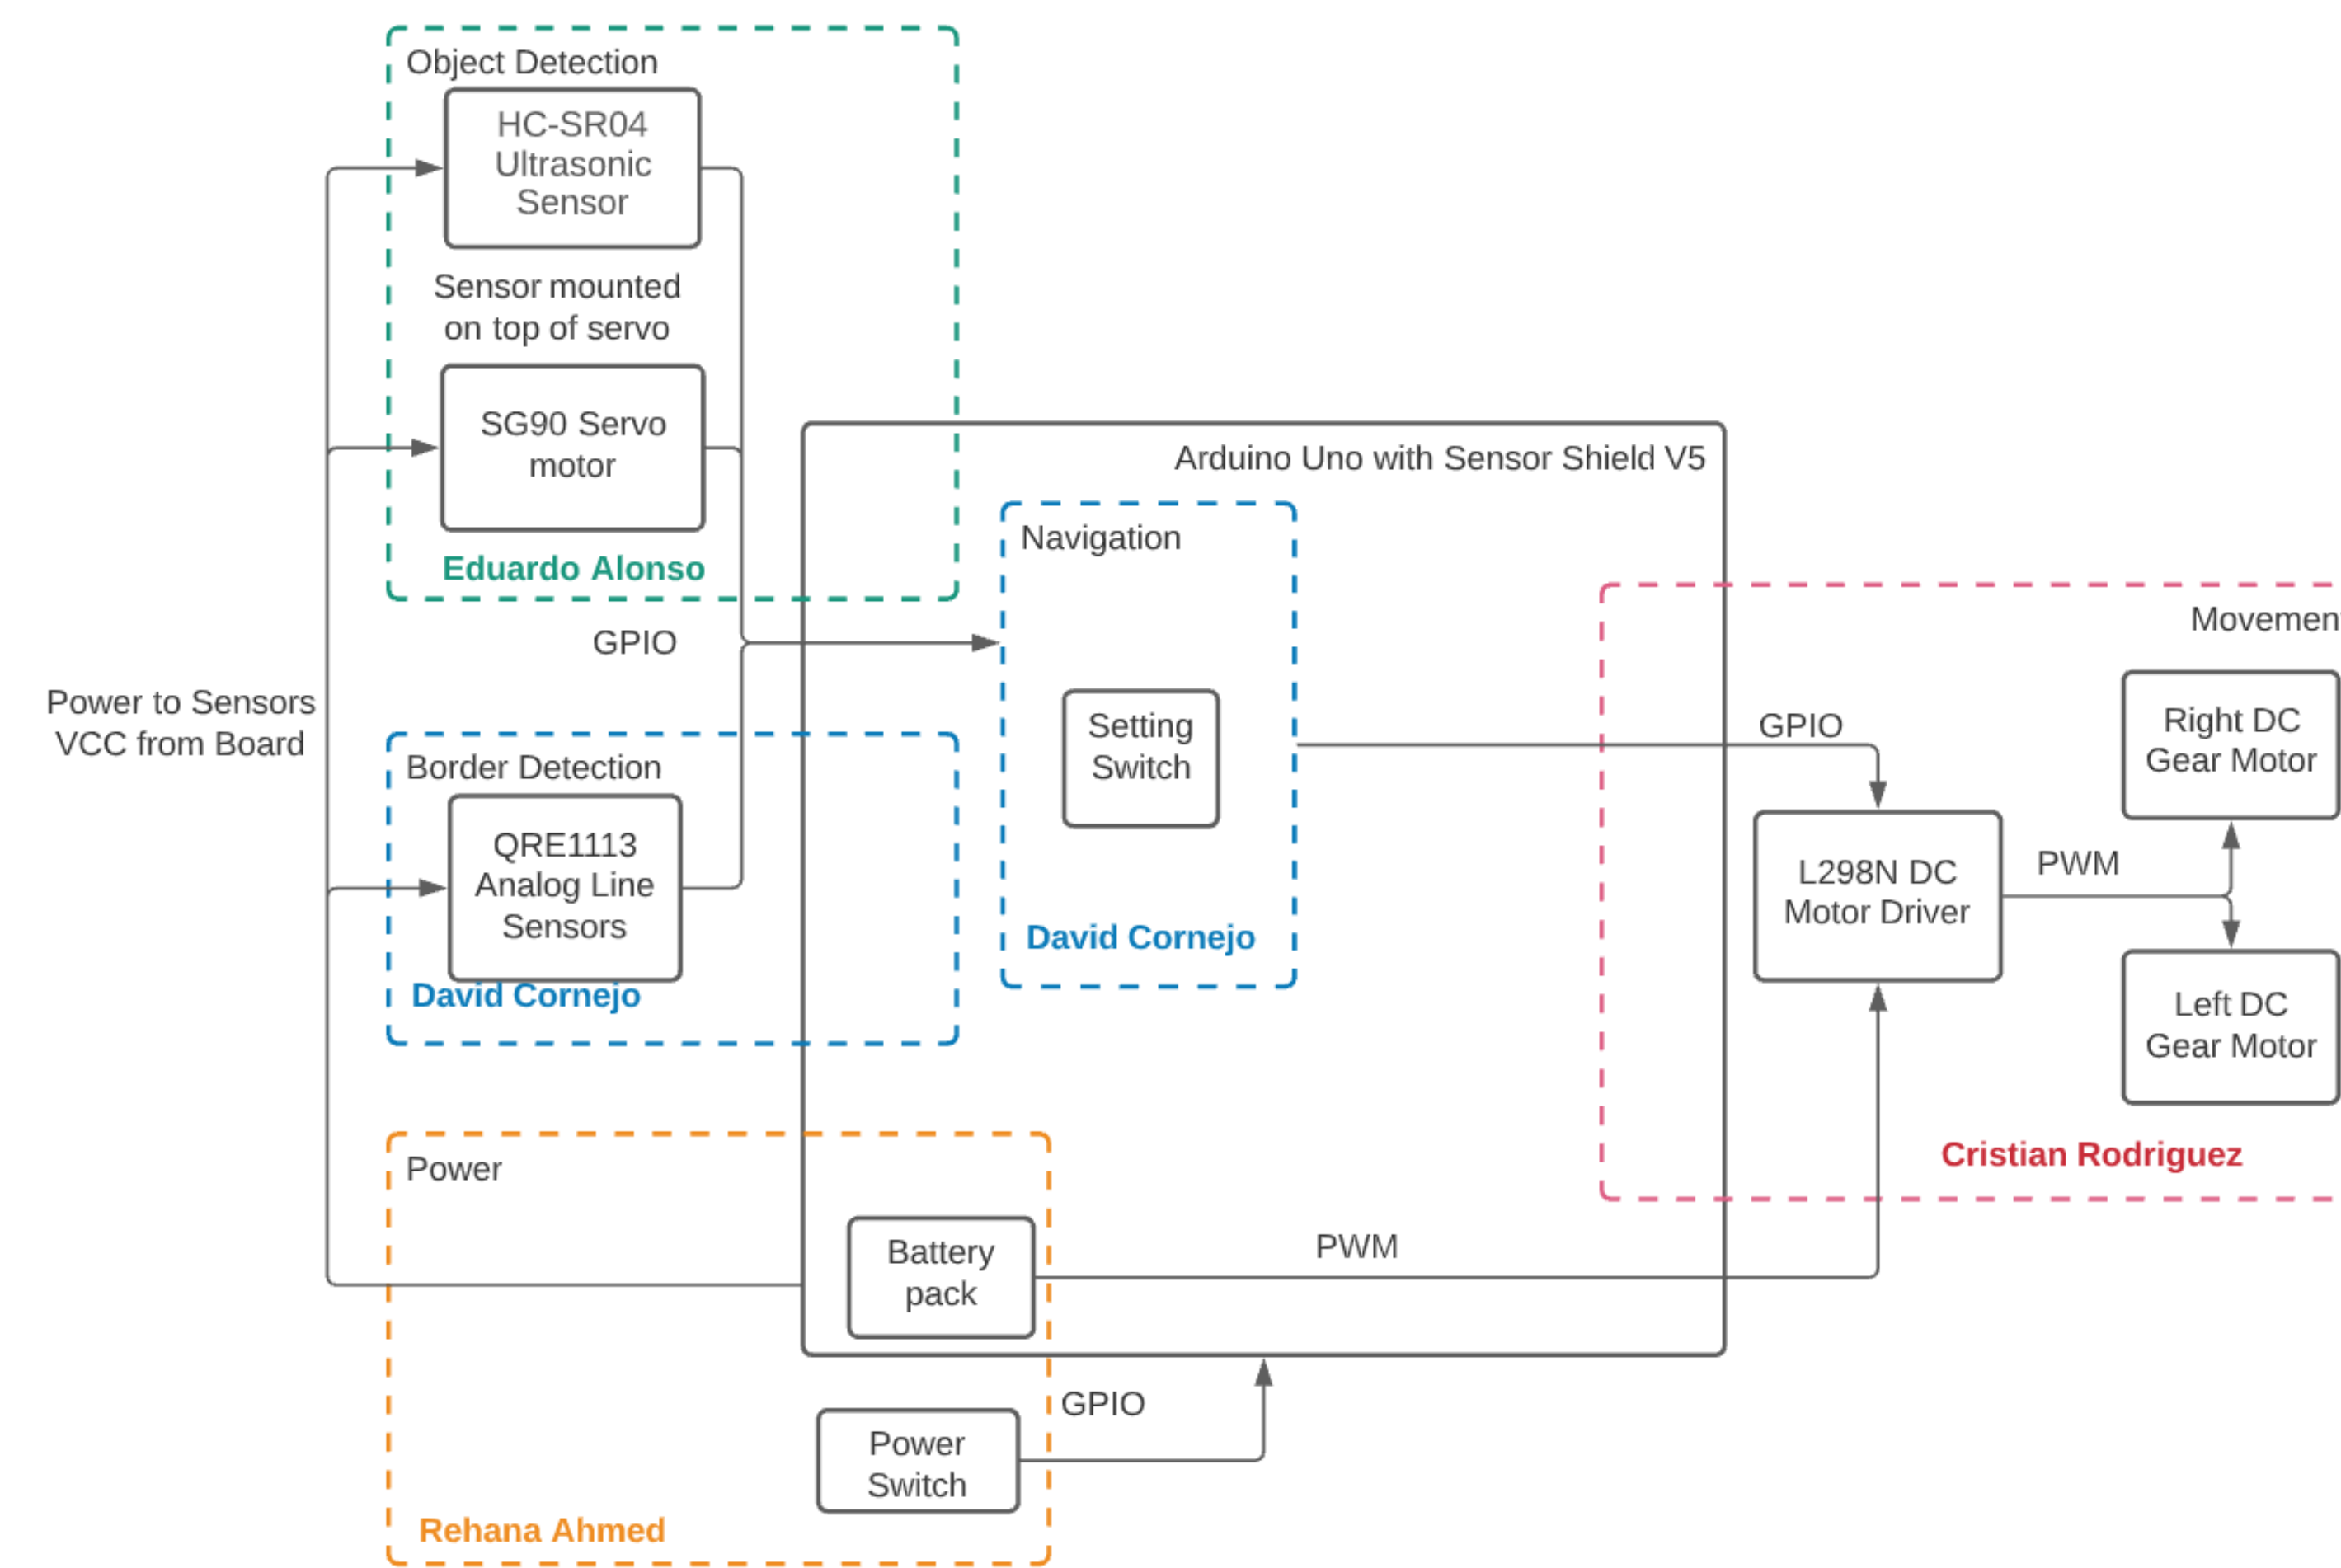 Object Detection
HC-SR04
Ultrasonic
Sensor
Sensor mounted
on top of servo
SG90 Servo
motor
Eduardo Alonso
GPIO
Power to Sensors
VCC from Board
Border Detection
QRE1113
Analog Line
Sensors
David Cornejo
Arduino Uno with Sensor Shield V5
Navigation
Setting
Switch
David Cornejo
Movemen
GPIO
Right DC
Gear Motor
L298N DC
Motor Driver
PWM
Left DC
Gear Motor
Cristian Rodriguez
Power
Battery
pack
PWM
GPIO
Power
Switch
Rehana Ahmed